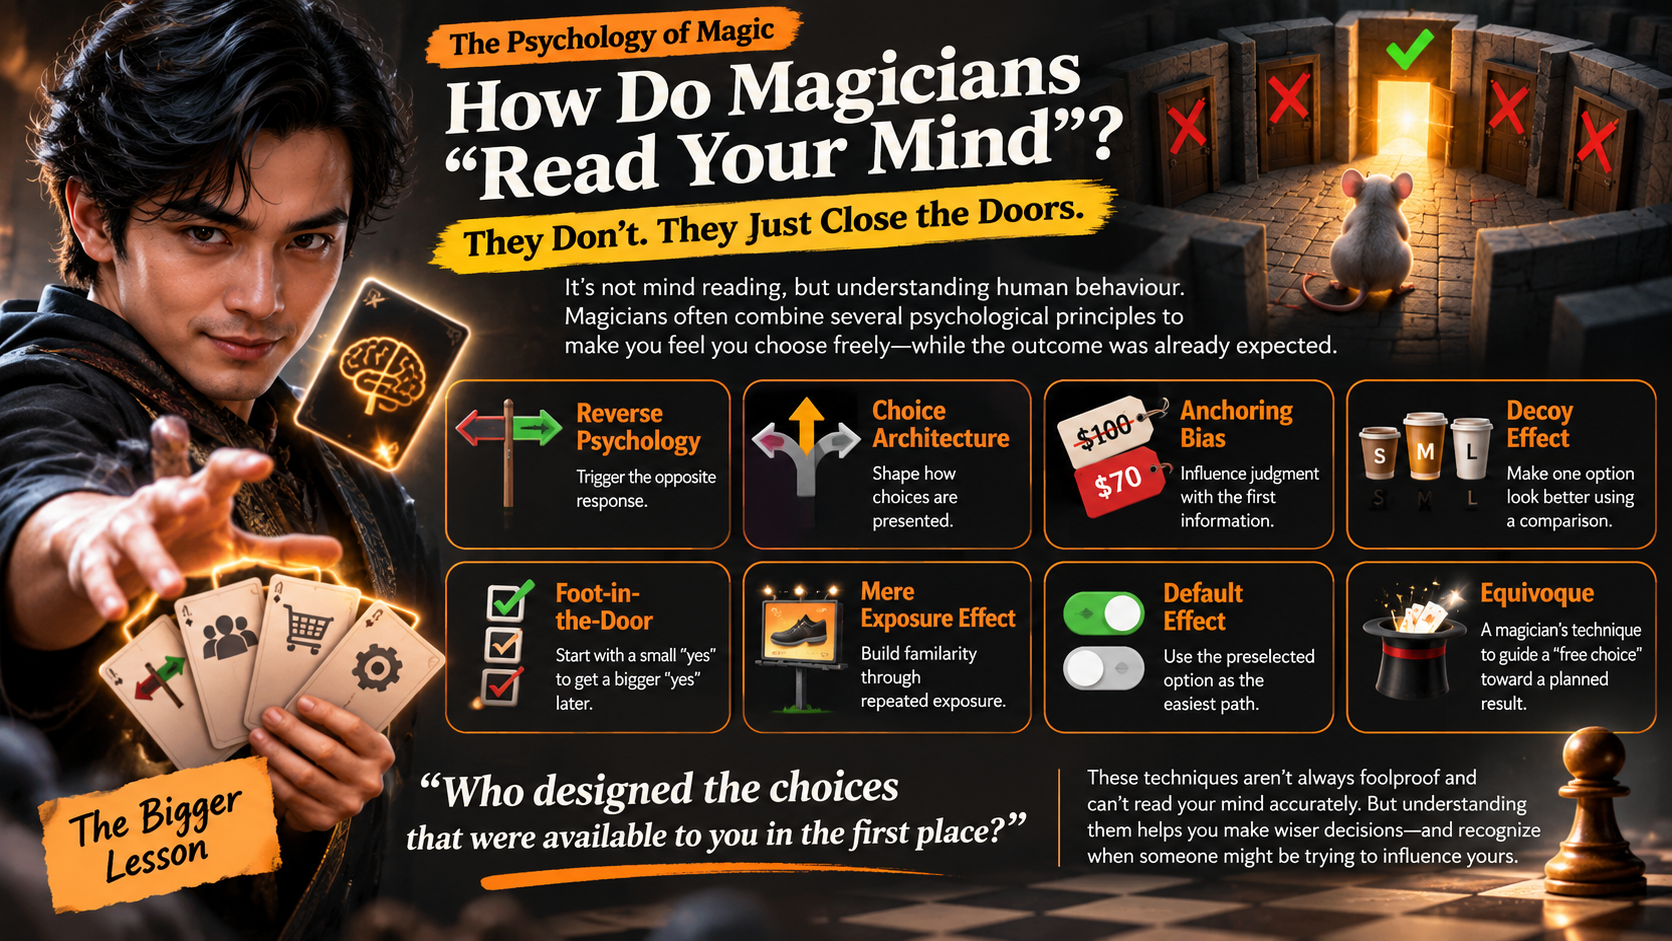 The Psychology of Magic
How Do Magicians
“Read Your Mind”?
They Don’t. They Just Close the Doors.
It’s not mind reading, but understanding human behaviour.
Magicians often combine several psychological principles to
make you feel you choose freely—while the outcome was already expected.
Reverse
Psychology
Trigger the opposite
response.
Choice
Architecture
Shape how
choices are
presented.
$100
$70
Anchoring
Bias
Influence judgment
with the first
information.
S M L
S M L
Decoy
Effect
Make one option
look better using
a comparison.
Foot-in-
the-Door
Start with a small “yes”
to get a bigger “yes”
later.
Mere
Exposure Effect
Build familarity
through
repeated exposure.
Default
Effect
Use the preselected
option as the
easiest path.
Equivoque
A magician’s technique
to guide a “free choice”
toward a planned
result.
The Bigger
Lesson
“Who designed the choices
that were available to you in the first place?”
These techniques aren’t always foolproof and
can’t read your mind accurately. But understanding
them helps you make wiser decisions—and recognize
when someone might be trying to influence yours.